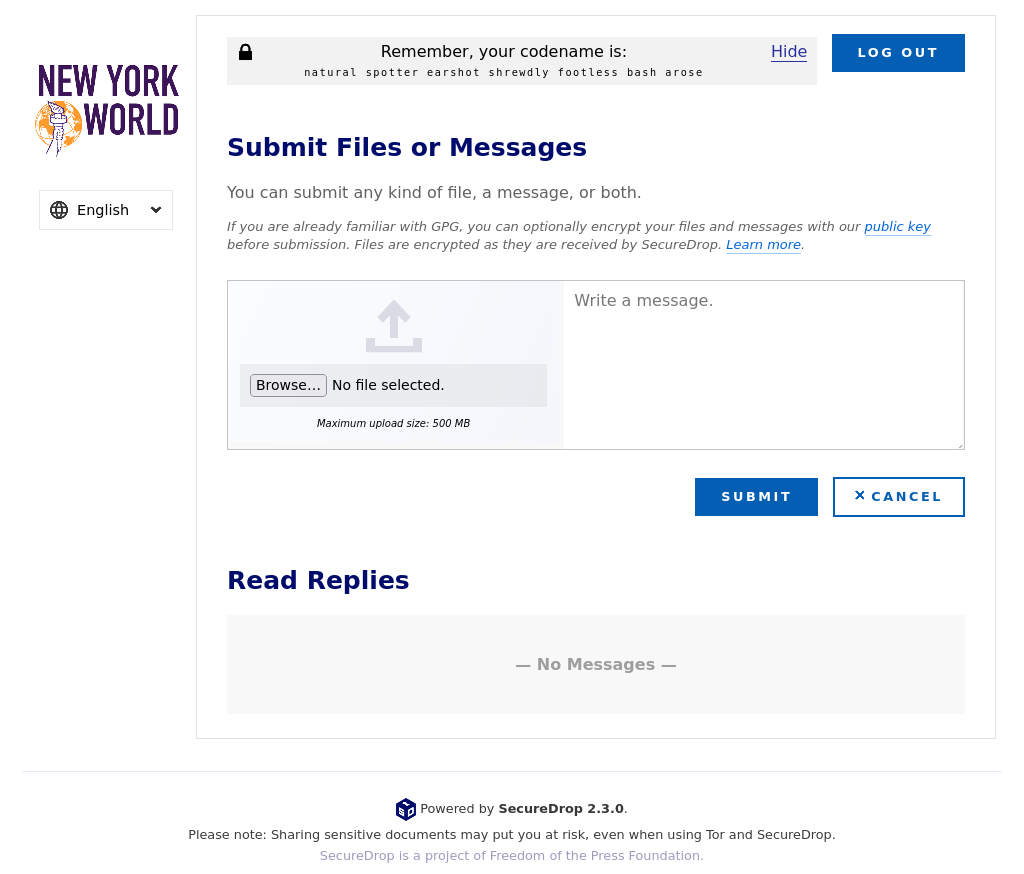 NEW YORK
WORLD
English
Remember, your codename is:
Hide
natural spotter earshot shrewdly footless bash arose
LOG OUT
Submit Files or Messages
You can submit any kind of file, a message, or both.
If you are already familiar with GPG, you can optionally encrypt your files and messages with our public key
before submission. Files are encrypted as they are received by SecureDrop. Learn more.
Browse… No file selected.
Maximum upload size: 500 MB
Write a message.
SUBMIT
CANCEL
Read Replies
— No Messages —
Powered by SecureDrop 2.3.0.
Please note: Sharing sensitive documents may put you at risk, even when using Tor and SecureDrop.
SecureDrop is a project of Freedom of the Press Foundation.